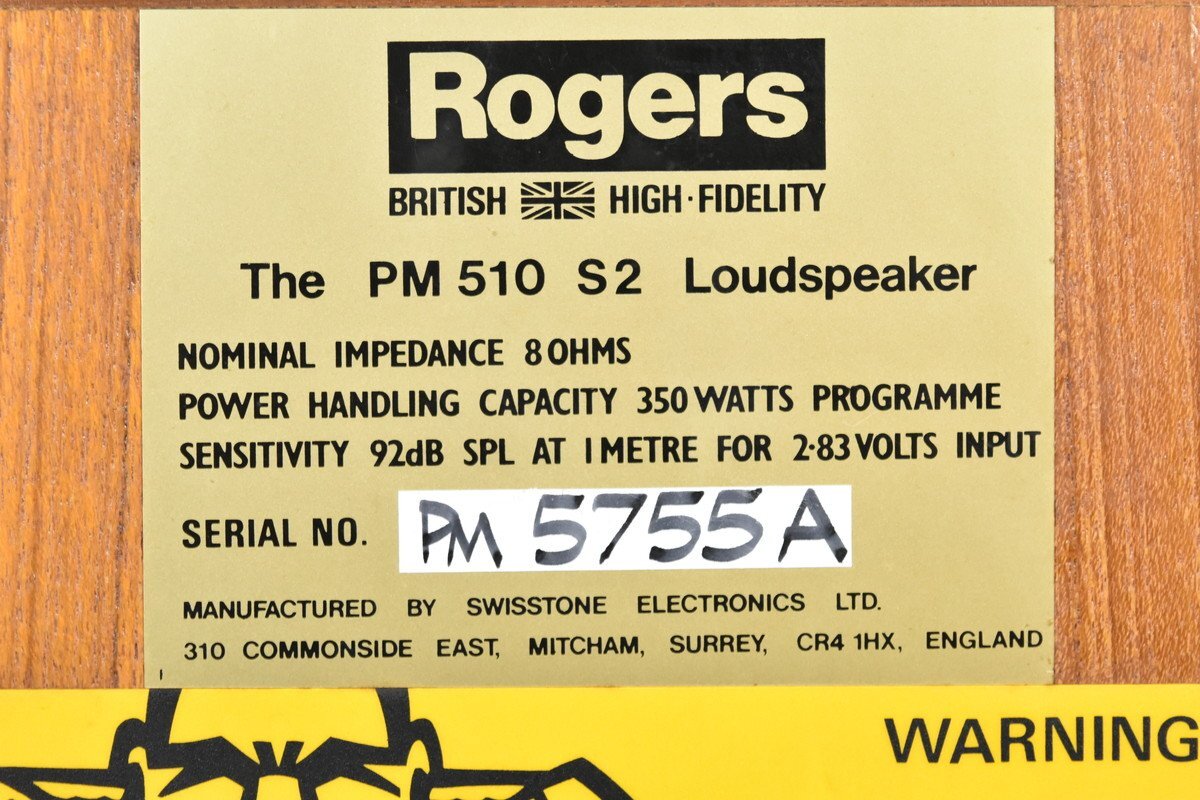 Rogers
BRITISH HIGH·FIDELITY
The PM 510 S2 Loudspeaker
NOMINAL IMPEDANCE 8 OHMS
POWER HANDLING CAPACITY 350 WATTS PROGRAMME
SENSITIVITY 92dB SPL AT 1 METRE FOR 2·83 VOLTS INPUT
SERIAL NO. PM 5755A
MANUFACTURED BY SWISSTONE ELECTRONICS LTD.
310 COMMONSIDE EAST, MITCHAM, SURREY, CR4 1HX, ENGLAND
WARNING